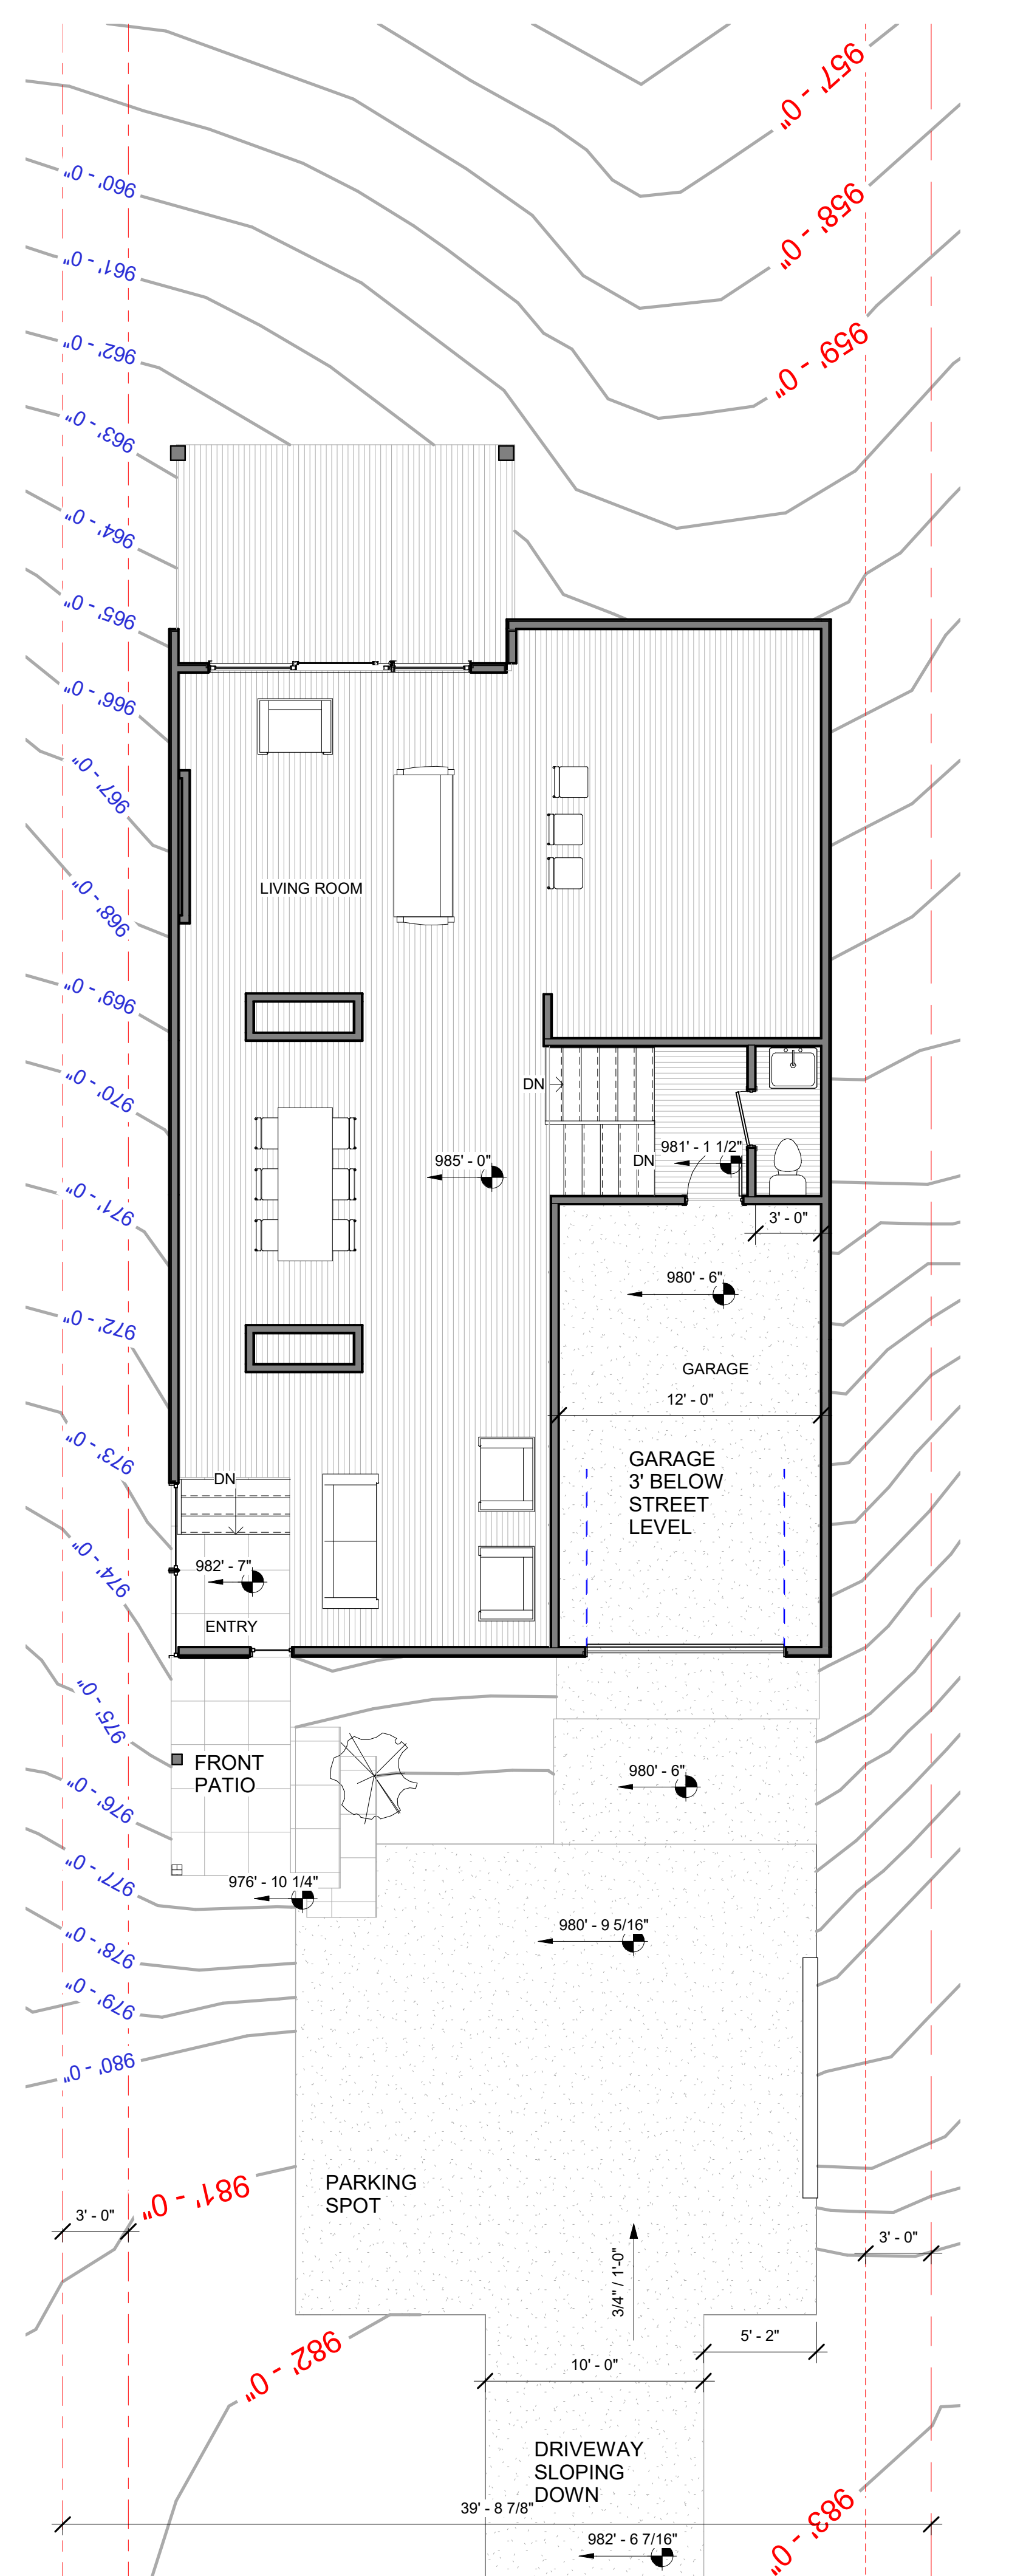 957' - 0"
958' - 0"
960' - 0"
961' - 0"
959' - 0"
962' - 0"
963' - 0"
964' - 0"
965' - 0"
966' - 0"
967' - 0"
968' - 0"
LIVING ROOM
969' - 0"
970' - 0"
DN
981' - 1 1/2"
DN
985' - 0"
971' - 0"
3' - 0"
980' - 6"
972' - 0"
GARAGE
12' - 0"
973' - 0"
GARAGE
3' BELOW
STREET
LEVEL
DN
974' - 0"
982' - 7"
ENTRY
975' - 0"
FRONT
PATIO
980' - 6"
976' - 0"
977' - 0"
976' - 10 1/4"
980' - 9 5/16"
978' - 0"
979' - 0"
980' - 0"
981' - 0"
PARKING
SPOT
3' - 0"
3' - 0"
3/4" / 1'-0"
982' - 0"
5' - 2"
10' - 0"
DRIVEWAY
SLOPING
DOWN
39' - 8 7/8"
983' - 0"
982' - 6 7/16"